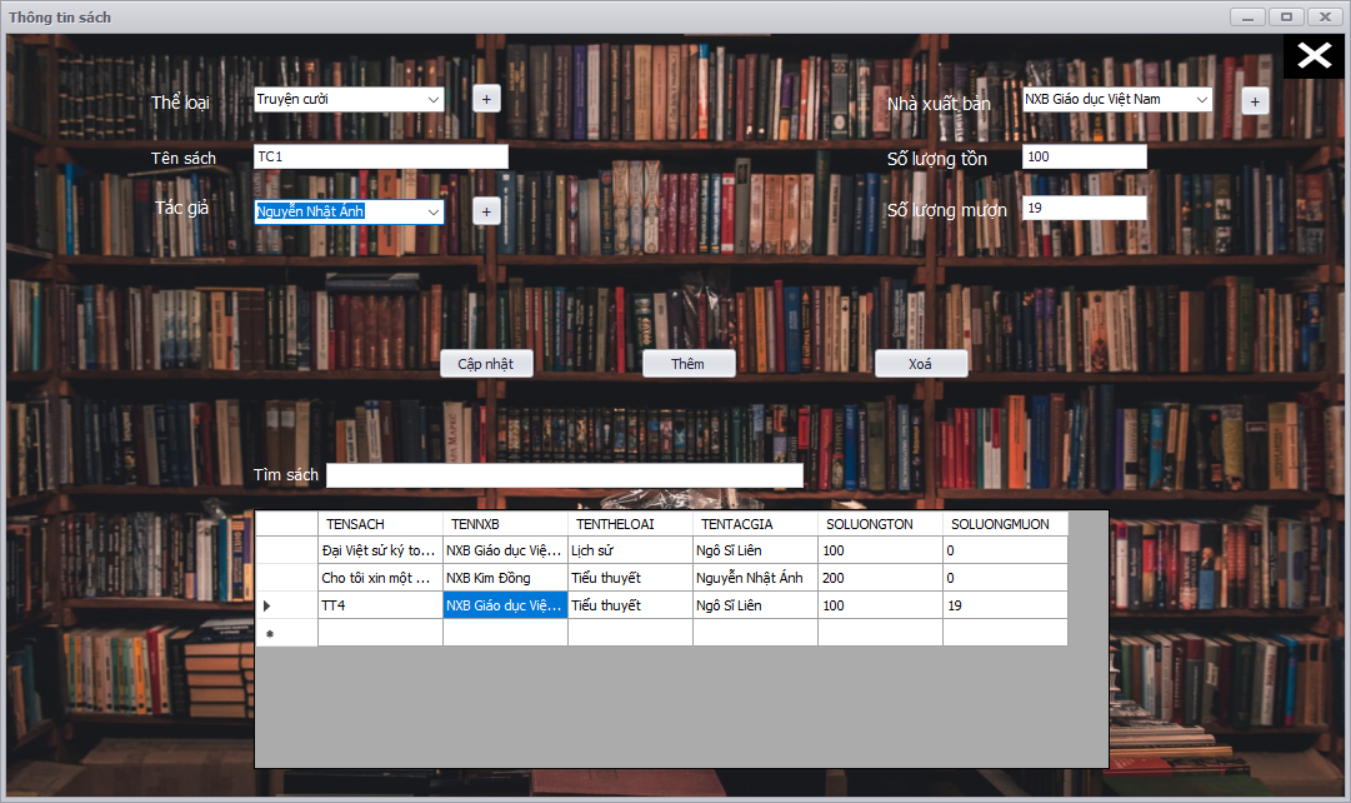 Thông tin sách
Thể loại Truyện cười + Nhà xuất bản NXB Giáo dục Việt Nam +
Tên sách TC1 Số lượng tồn 100
Tác giả Nguyễn Nhật Ánh + Số lượng mượn 19
Cập nhật Thêm Xoá
Tìm sách
TENSACH TENNXB TENTHELOAI TENTACGIA SOLUONGTON SOLUONGMUON
Đại Việt sử ký to... NXB Giáo dục Việ... Lịch sử Ngô Sĩ Liên 100 0
Cho tôi xin một ... NXB Kim Đồng Tiểu thuyết Nguyễn Nhật Ánh 200 0
TT4 NXB Giáo dục Việ... Tiểu thuyết Ngô Sĩ Liên 100 19